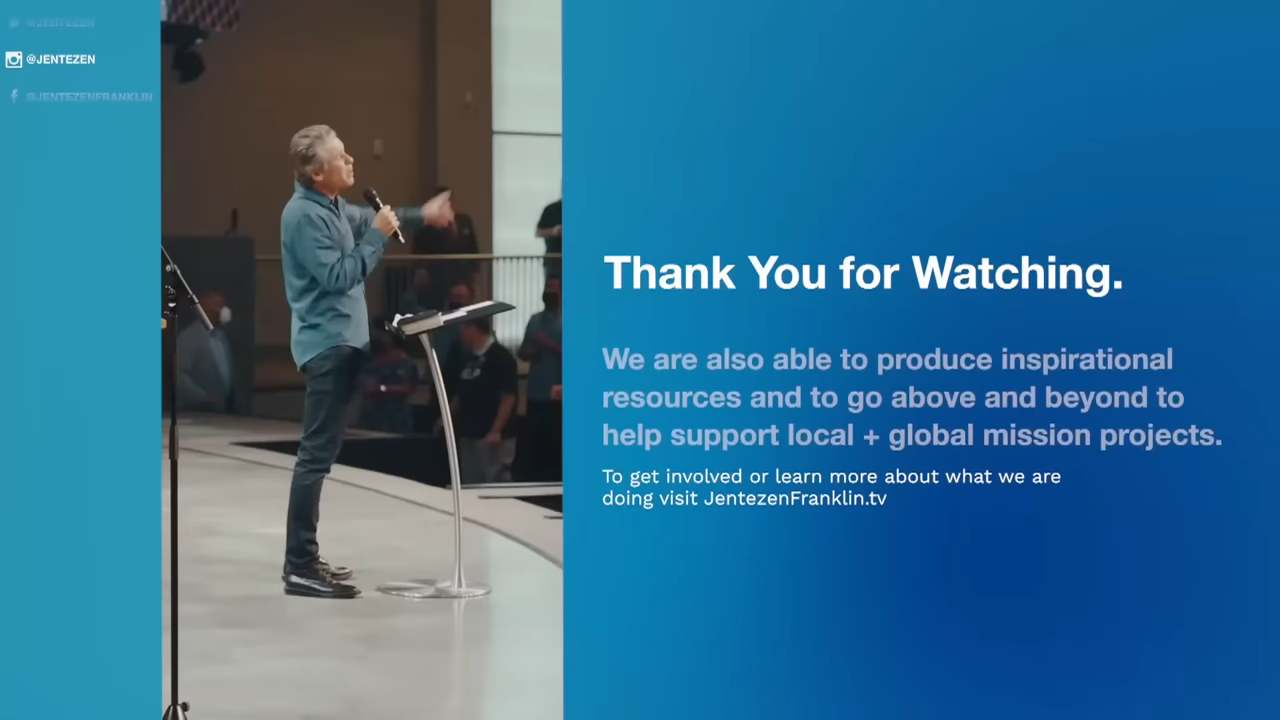 @JENTEZEN
@JENTEZEN
@JENTEZENFRANKLIN
Thank You for Watching.
We are also able to produce inspirational
resources and to go above and beyond to
help support local + global mission projects.
To get involved or learn more about what we are
doing visit JentezenFranklin.tv